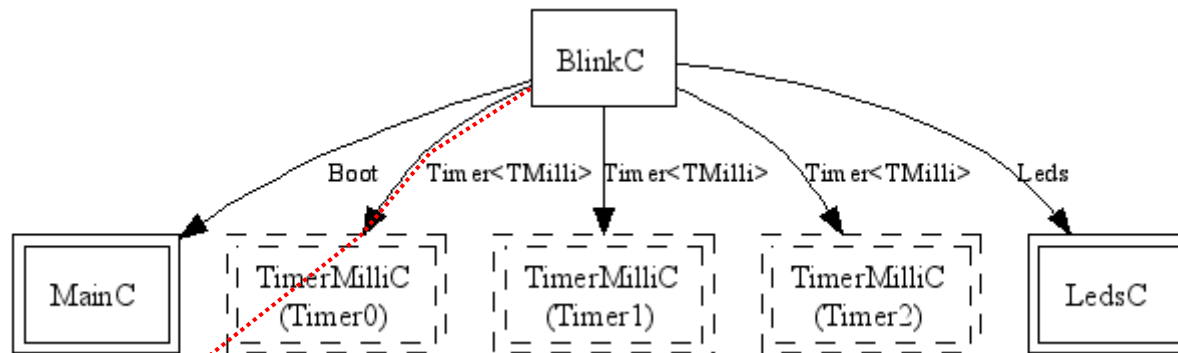 BlinkC
Boot
Timer<TMilli>
Timer<TMilli>
Timer<TMilli>
Leds
MainC
TimerMilliC
(Timer0)
TimerMilliC
(Timer1)
TimerMilliC
(Timer2)
LedsC